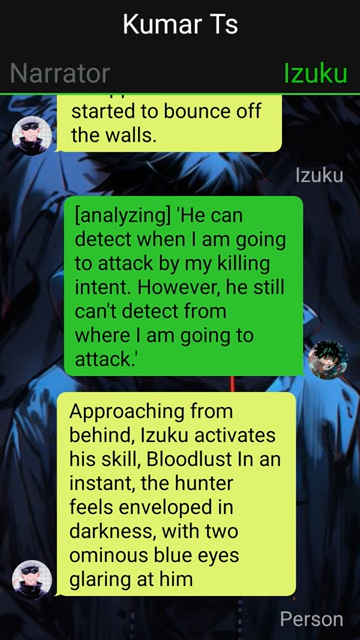 Kumar Ts
Narrator
Izuku
started to bounce off
the walls.
Izuku
[analyzing] 'He can
detect when I am going
to attack by my killing
intent. However, he still
can't detect from
where I am going to
attack.'
Approaching from
behind, Izuku activates
his skill, Bloodlust In an
instant, the hunter
feels enveloped in
darkness, with two
ominous blue eyes
glaring at him
Person